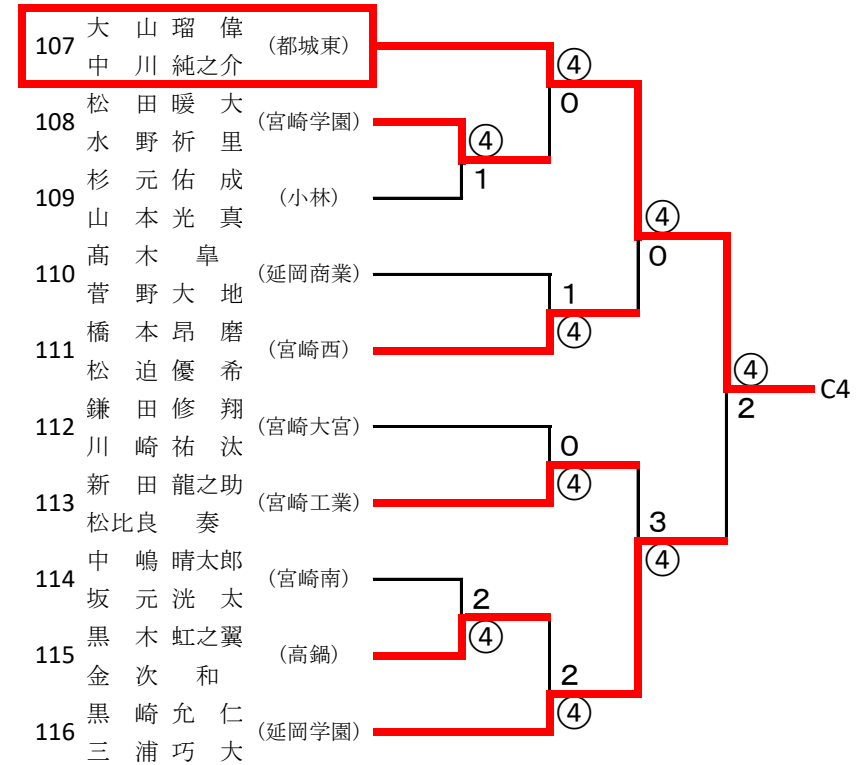 大山瑠偉
107 (都城東)
中川純之介
④
松田暖大
0
108 (宮崎学園)
水野祈里
④
杉元佑成
1
109 (小林)
山本光真
④
髙木皐
0
110 (延岡商業)
菅野大地
1
橋本昂磨
④
111 (宮崎西)
松迫優希
④
C4
鎌田修翔
2
112 (宮崎大宮)
川崎祐汰
0
新田龍之助
④
113 (宮崎工業)
松比良奏
3
中嶋晴太郎
④
114 (宮崎南)
坂元洸太
2
黒木虹之翼
④
115 (高鍋)
金次和
2
黒崎允仁
④
116 (延岡学園)
三浦巧大